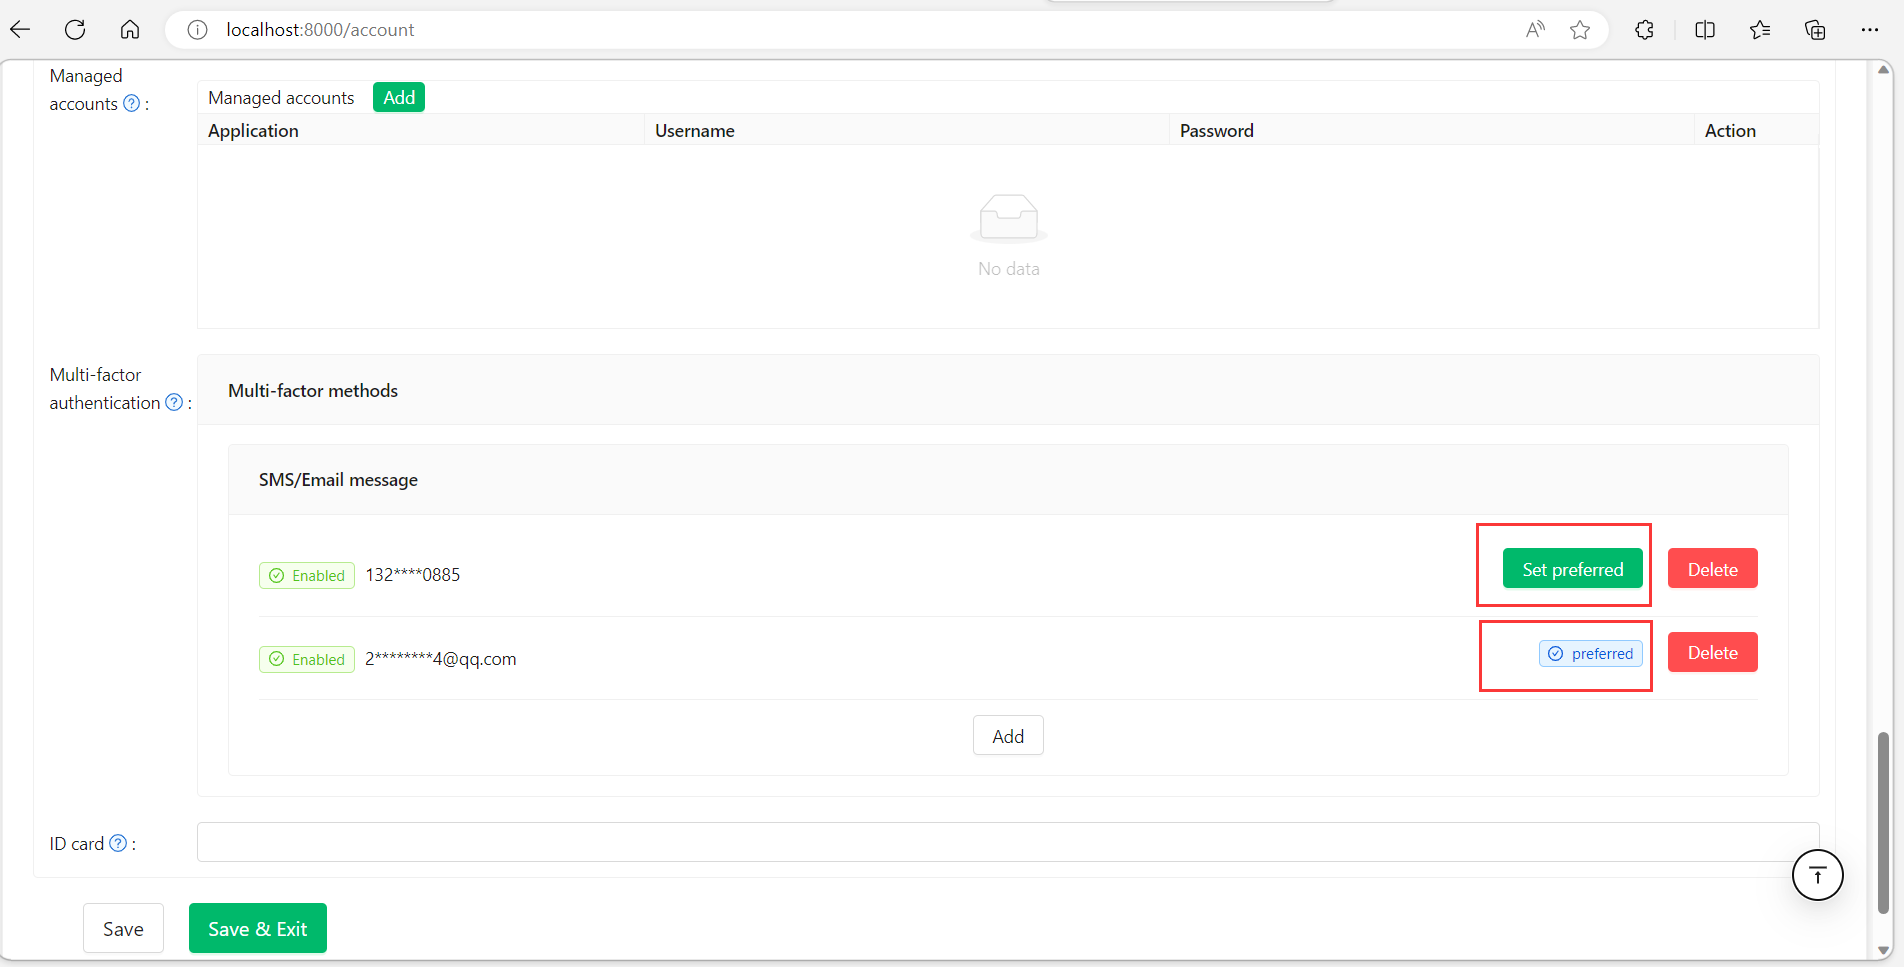 localhost:8000/account
Managed
accounts ? :
Managed accounts Add
Application Username Password Action
No data
Multi-factor
authentication ? :
Multi-factor methods
SMS/Email message
Enabled 132****0885 Set preferred Delete
Enabled 2********4@qq.com preferred Delete
Add
ID card ? :
Save Save & Exit